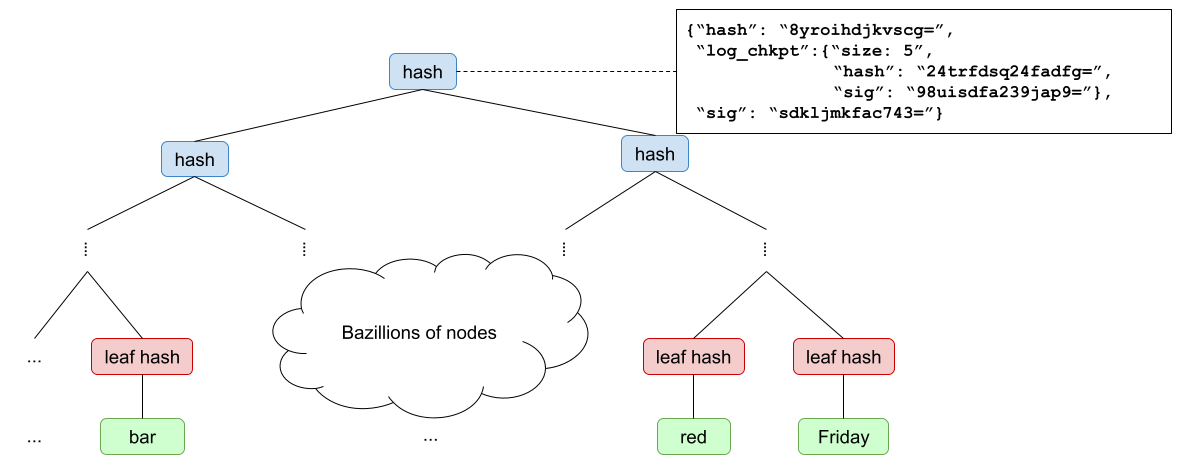 {“hash”: “8yroihdjkvscg=”,
“log_chkpt”:{“size: 5”,
“hash”: “24trfdsq24fadfg=”,
“sig”: “98uisdfa239jap9=”},
“sig”: “sdkljmkfac743=”}
hash
hash
hash
Bazillions of nodes
...
leaf hash
leaf hash
leaf hash
...
bar
...
red
Friday